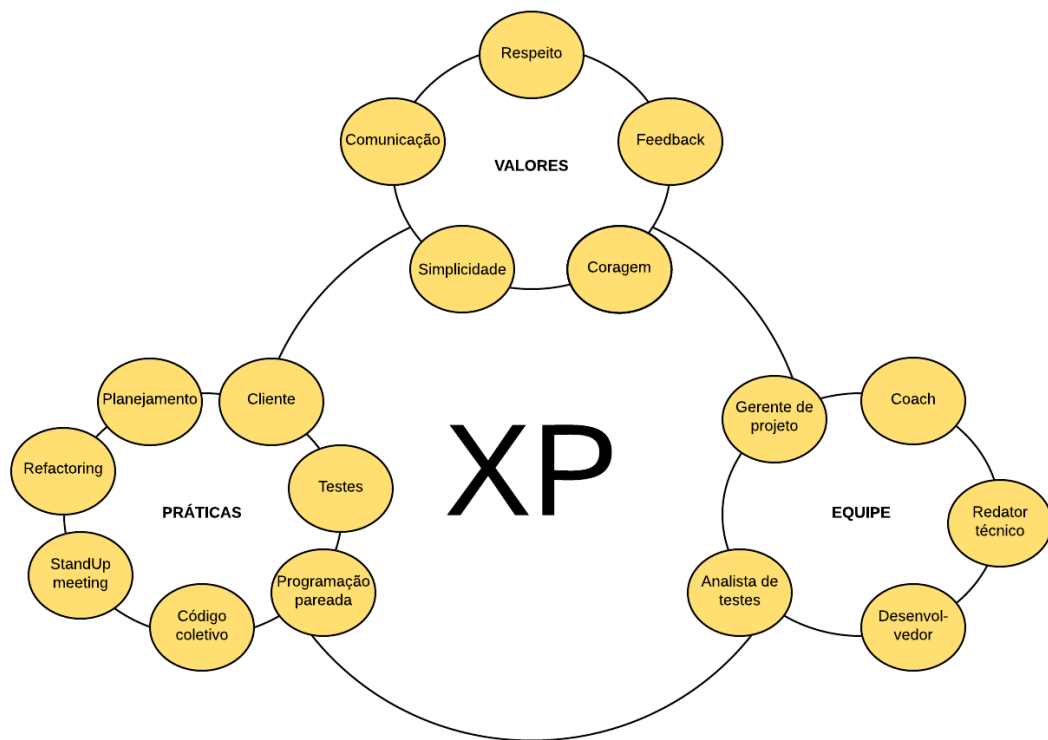 Respeito
Comunicação
Feedback
VALORES
Simplicidade
Coragem
Planejamento
Cliente
Refactoring
Testes
PRÁTICAS
StandUp
meeting
Código
coletivo
Programação
pareada
XP
Gerente de
projeto
Coach
EQUIPE
Redator
técnico
Analista de
testes
Desenvol-
vedor